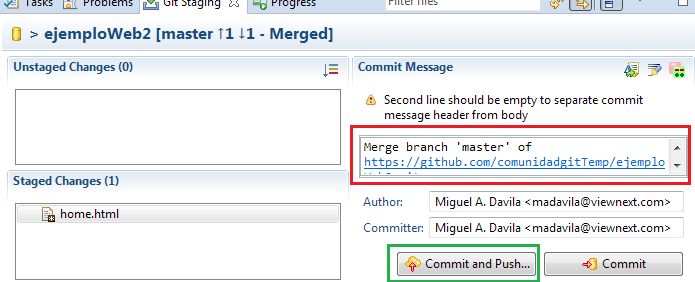 Tasks Problems Git Staging Progress Filter files
> ejemploWeb2 [master ↑1 ↓1 - Merged]
Unstaged Changes (0)
Staged Changes (1)
home.html
Commit Message
Second line should be empty to separate commit
message header from body
Merge branch 'master' of
https://github.com/comunidadgitTemp/ejemplo
Author: Miguel A. Davila <madavila@viewnext.com>
Committer: Miguel A. Davila <madavila@viewnext.com>
Commit and Push... Commit